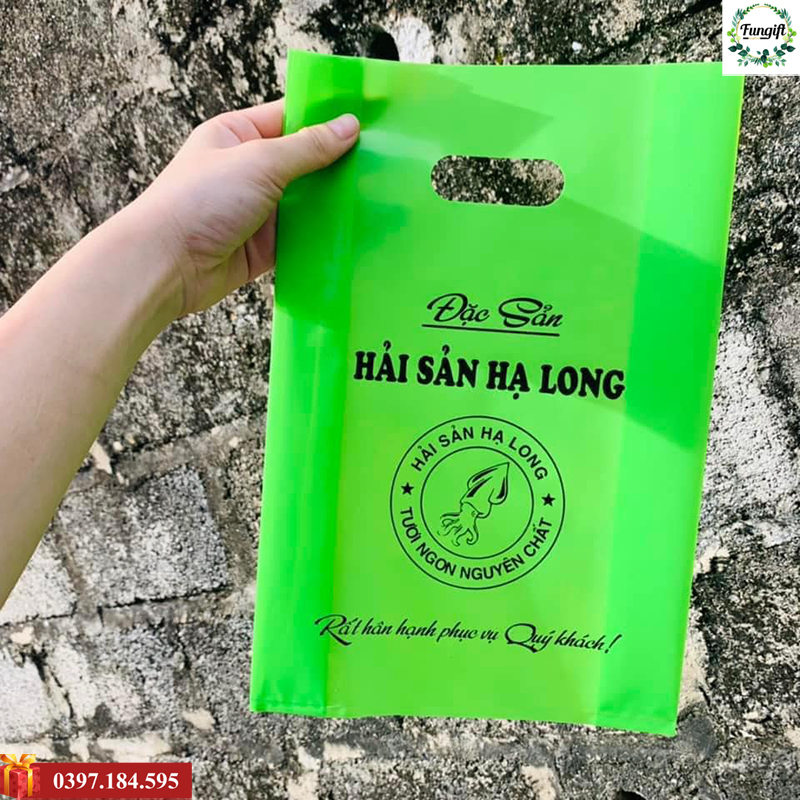 Fungift
Đặc Sản
HẢI SẢN HẠ LONG
HẢI SẢN HẠ LONG
TƯƠI NGON NGUYÊN CHẤT
Rất hân hạnh phục vụ Quý khách!
0397.184.595